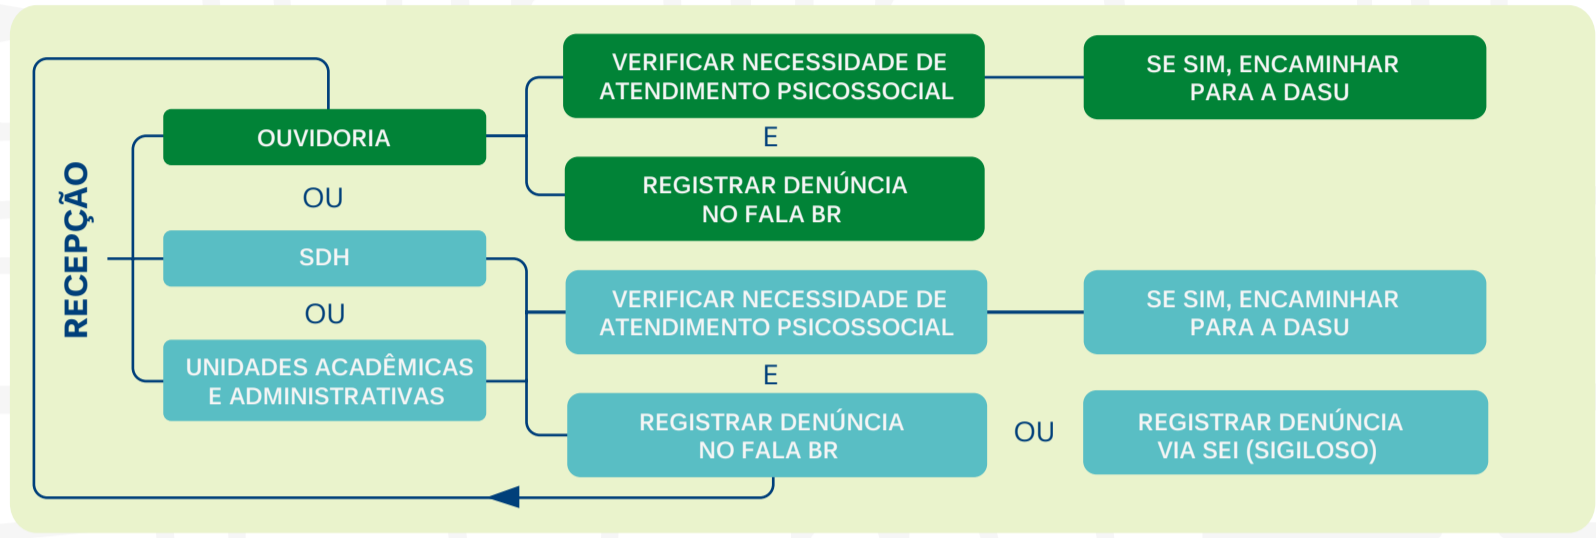 RECEPÇÃO
OUVIDORIA
OU
SDH
OU
UNIDADES ACADÊMICAS
E ADMINISTRATIVAS
VERIFICAR NECESSIDADE DE
ATENDIMENTO PSICOSSOCIAL
SE SIM, ENCAMINHAR
PARA A DASU
E
REGISTRAR DENÚNCIA
NO FALA BR
VERIFICAR NECESSIDADE DE
ATENDIMENTO PSICOSSOCIAL
SE SIM, ENCAMINHAR
PARA A DASU
E
REGISTRAR DENÚNCIA
NO FALA BR
OU
REGISTRAR DENÚNCIA
VIA SEI (SIGILOSO)